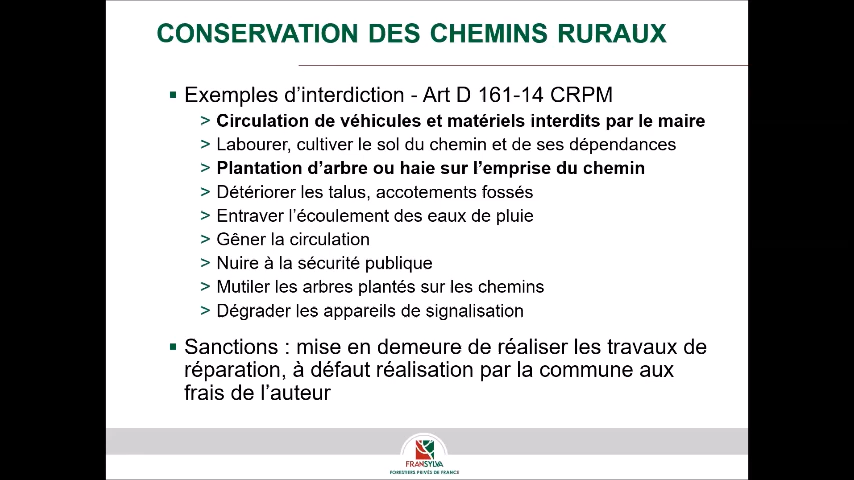 CONSERVATION DES CHEMINS RURAUX
▪ Exemples d’interdiction - Art D 161-14 CRPM
> Circulation de véhicules et matériels interdits par le maire
> Labourer, cultiver le sol du chemin et de ses dépendances
> Plantation d’arbre ou haie sur l’emprise du chemin
> Détériorer les talus, accotements fossés
> Entraver l’écoulement des eaux de pluie
> Gêner la circulation
> Nuire à la sécurité publique
> Mutiler les arbres plantés sur les chemins
> Dégrader les appareils de signalisation
▪ Sanctions : mise en demeure de réaliser les travaux de
réparation, à défaut réalisation par la commune aux
frais de l’auteur
FRANSYLVA
FORESTIERS PRIVÉS DE FRANCE